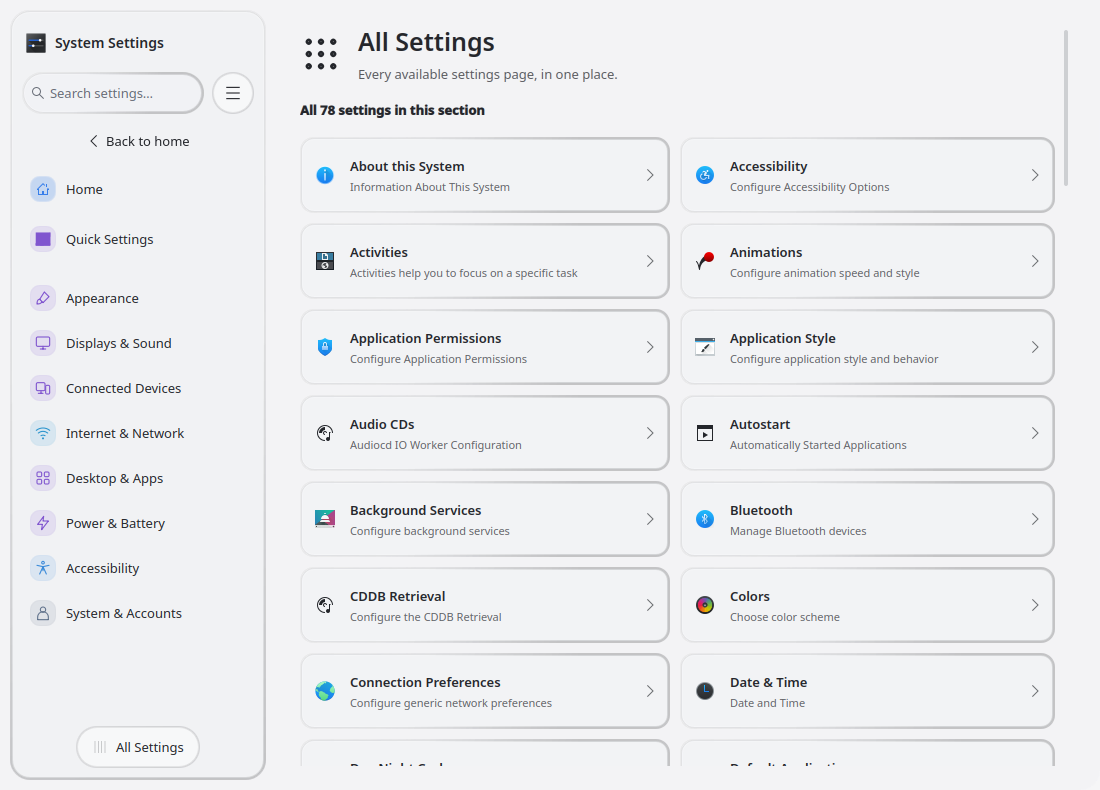 System Settings
Search settings...
Back to home
Home
Quick Settings
Appearance
Displays & Sound
Connected Devices
Internet & Network
Desktop & Apps
Power & Battery
Accessibility
System & Accounts
All Settings
All Settings
Every available settings page, in one place.
All 78 settings in this section
About this System
Information About This System
Accessibility
Configure Accessibility Options
Activities
Activities help you to focus on a specific task
Animations
Configure animation speed and style
Application Permissions
Configure Application Permissions
Application Style
Configure application style and behavior
Audio CDs
Audiocd IO Worker Configuration
Autostart
Automatically Started Applications
Background Services
Configure background services
Bluetooth
Manage Bluetooth devices
CDDB Retrieval
Configure the CDDB Retrieval
Colors
Choose color scheme
Connection Preferences
Configure generic network preferences
Date & Time
Date and Time